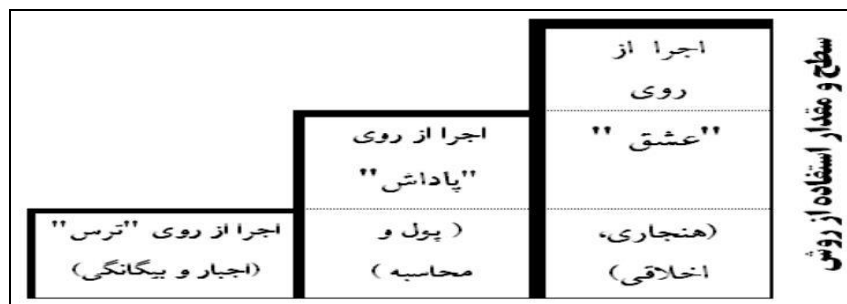 اجرا از
روی
"عشق"
(هنجاری،
اخلاقی)
اجرا از روی
"پاداش"
( پول و
محاسبه )
اجرا از روی "ترس"
(اجبار و بیگانگی)
سطح و مقدار استفاده از روش